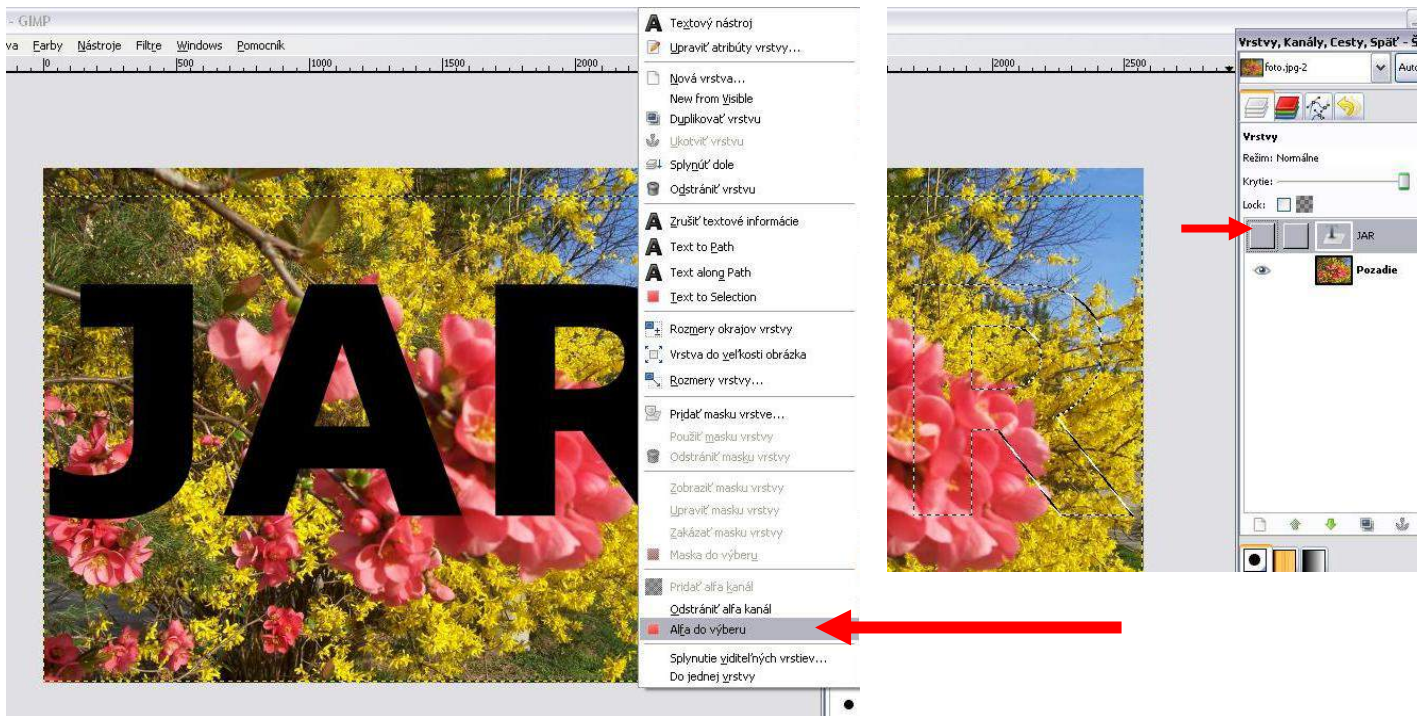 - GIMP
va Farby Nástroje Filtre Windows Pomocník
0 500 1000 1500 2000
JAR
Textový nástroj
Upraviť atribúty vrstvy...
Nová vrstva...
New from Visible
Duplikovať vrstvu
Ukotviť vrstvu
Splynúť dole
Odstrániť vrstvu
Zrušiť textové informácie
Text to Path
Text along Path
Text to Selection
Rozmery okrajov vrstvy
Vrstva do veľkosti obrázka
Rozmery vrstvy...
Pridať masku vrstve...
Použiť masku vrstvy
Odstrániť masku vrstvy
Zobraziť masku vrstvy
Upraviť masku vrstvy
Zakázať masku vrstvy
Maska do výberu
Pridať alfa kanál
Odstrániť alfa kanál
Alfa do výberu
Splynutie viditeľných vrstiev...
Do jednej vrstvy
2000 2500
Vrstvy, Kanály, Cesty, Späť - Š
foto.jpg-2 Auto
Vrstvy
Režim: Normálne
Krytie:
Lock:
JAR
Pozadie